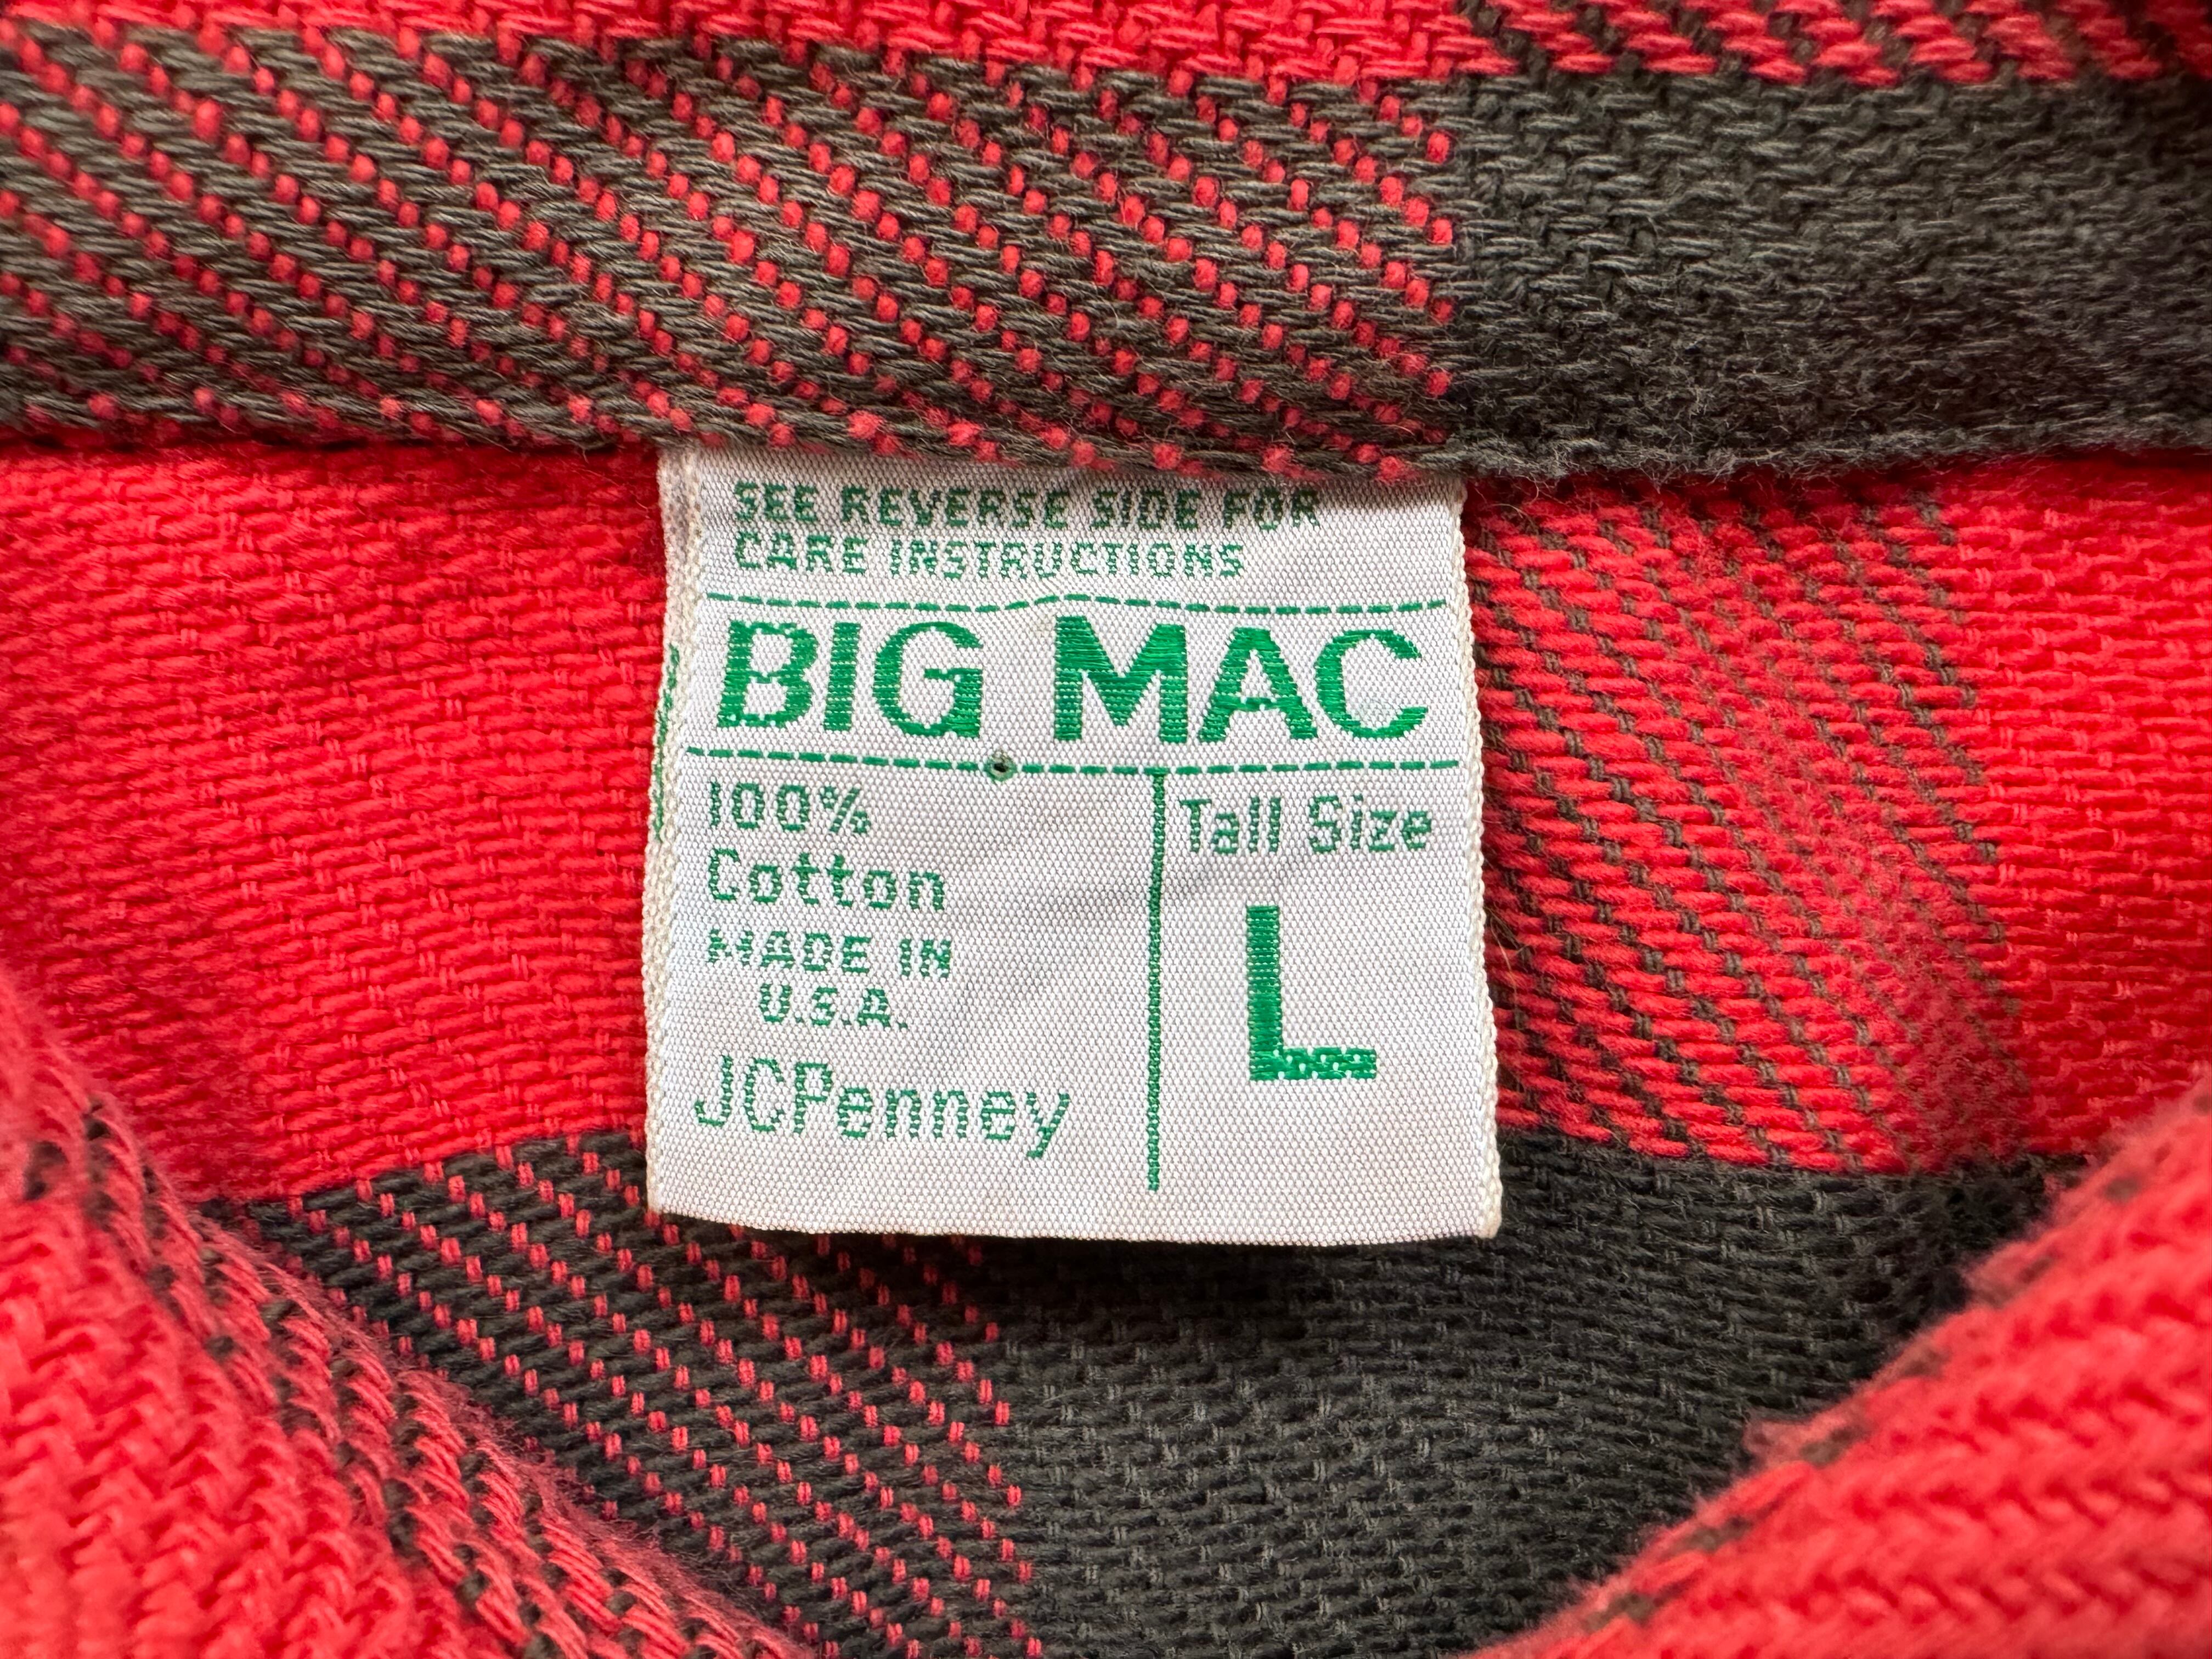 SEE REVERSE SIDE FOR
CARE INSTRUCTIONS
BIG MAC
100%
Cotton
MADE IN
U.S.A.
JCPenney
Tall Size
L